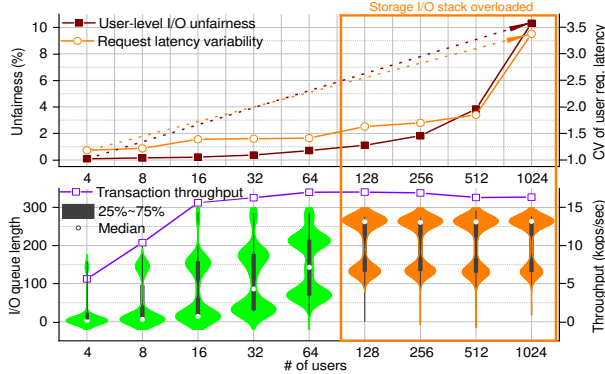 Storage I/O stack overloaded
10
8
6
4
2
0
Unfairness (%)
User-level I/O unfairness
Request latency variability
3.5
3.0
2.5
2.0
1.5
1.0
CV of user req. latency
4 8 16 32 64 128 256 512 1024
Transaction throughput
25%~75%
Median
300
200
100
0
I/O queue length
15
10
5
0
Throughput (kops/sec)
4 8 16 32 64 128 256 512 1024
# of users